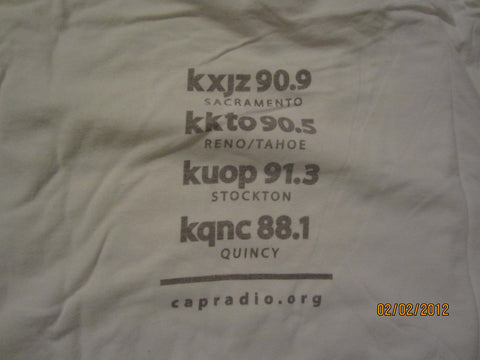 kxjz 90.9
SACRAMENTO
kkto 90.5
RENO/TAHOE
kuop 91.3
STOCKTON
kqnc 88.1
QUINCY
capradio.org
02/02/2012